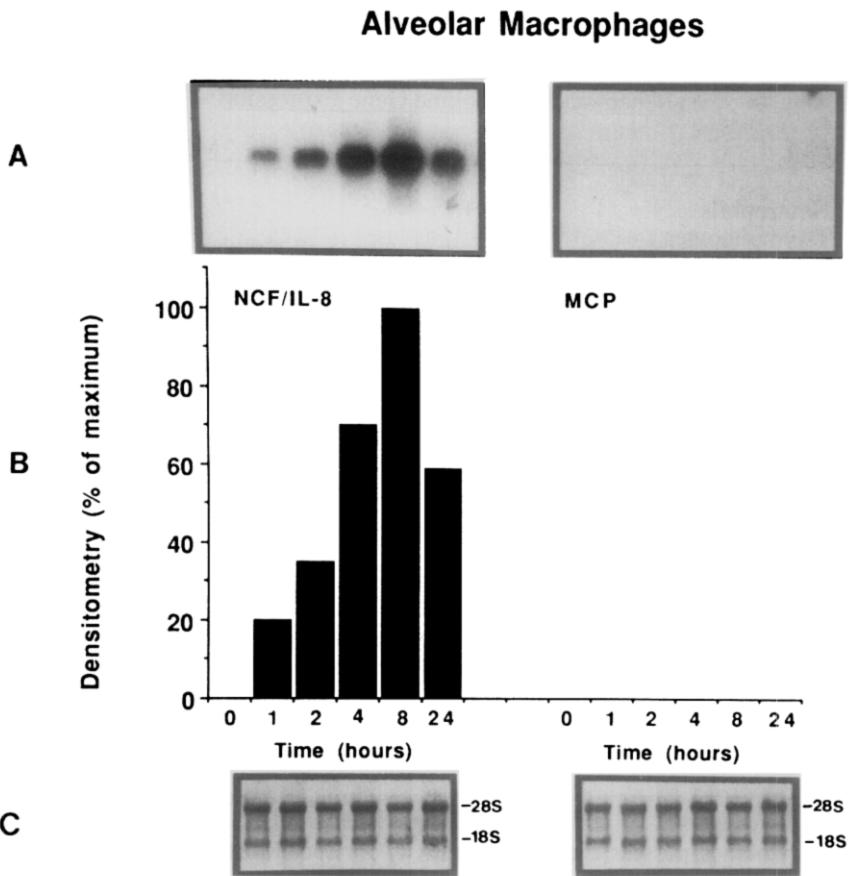 Alveolar Macrophages
A
B
Densitometry (% of maximum)
100
80
60
40
20
0
NCF/IL-8
MCP
0 1 2 4 8 24
Time (hours)
0 1 2 4 8 24
Time (hours)
C
-28S
-18S
-28S
-18S